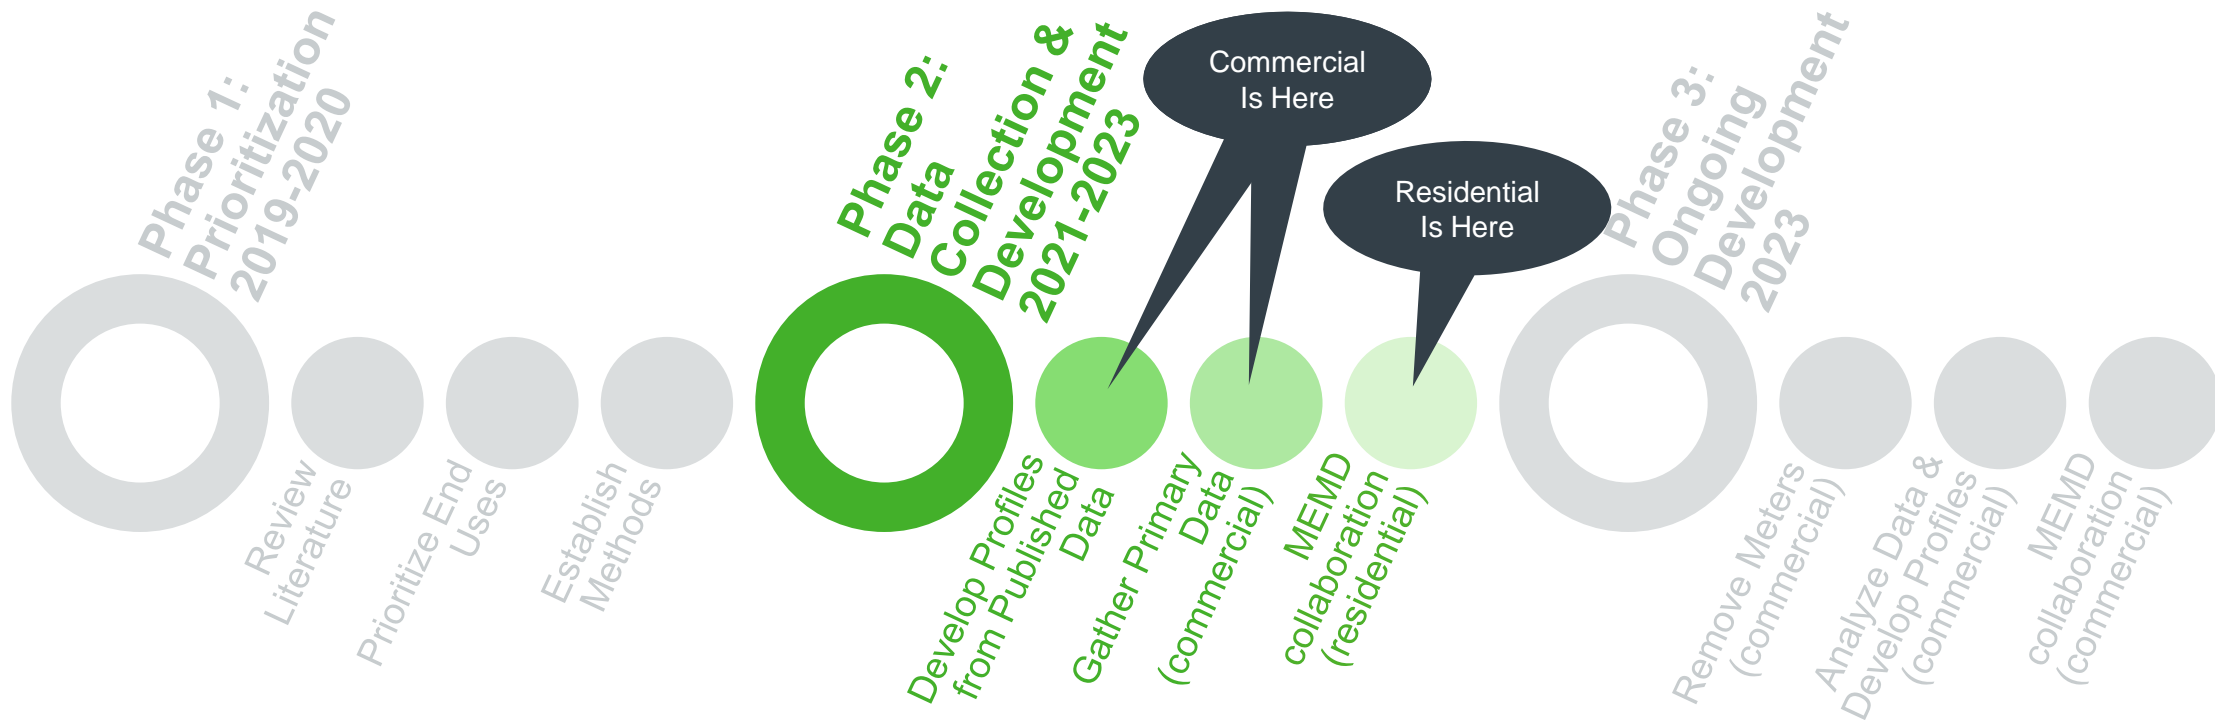 Phase 1:
Prioritization
2019-2020
Review
Literature
Prioritize End
Uses
Establish
Methods
Phase 2:
Data
Collection &
Development
2021-2023
Commercial
Is Here
Residential
Is Here
Develop Profiles
from Published
Data
Gather Primary
Data
(commercial)
MEMD
collaboration
(residential)
Phase 3:
Ongoing
Development
2023
Remove Meters
(commercial)
Analyze Data &
Develop Profiles
(commercial)
MEMD
collaboration
(commercial)